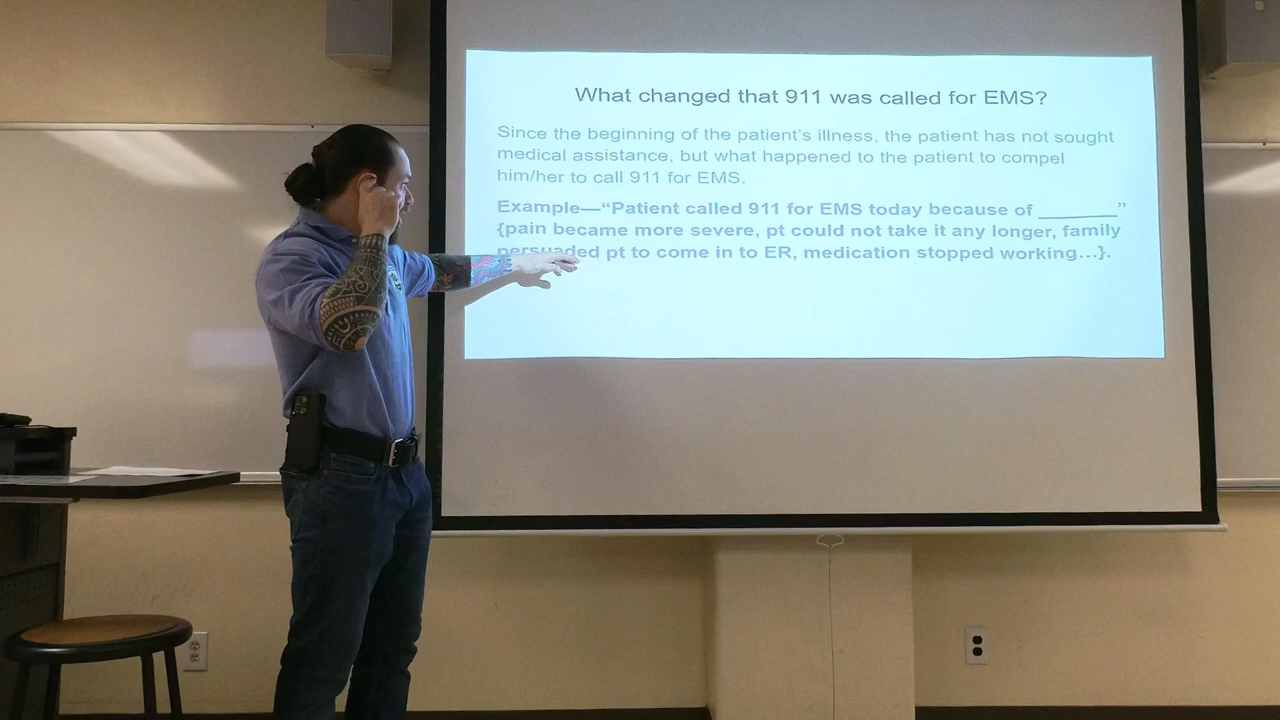 What changed that 911 was called for EMS?
Since the beginning of the patient's illness, the patient has not sought
medical assistance, but what happened to the patient to compel
him/her to call 911 for EMS.
Example—“Patient called 911 for EMS today because of ________”
{pain became more severe, pt could not take it any longer, family
persuaded pt to come in to ER, medication stopped working…}.